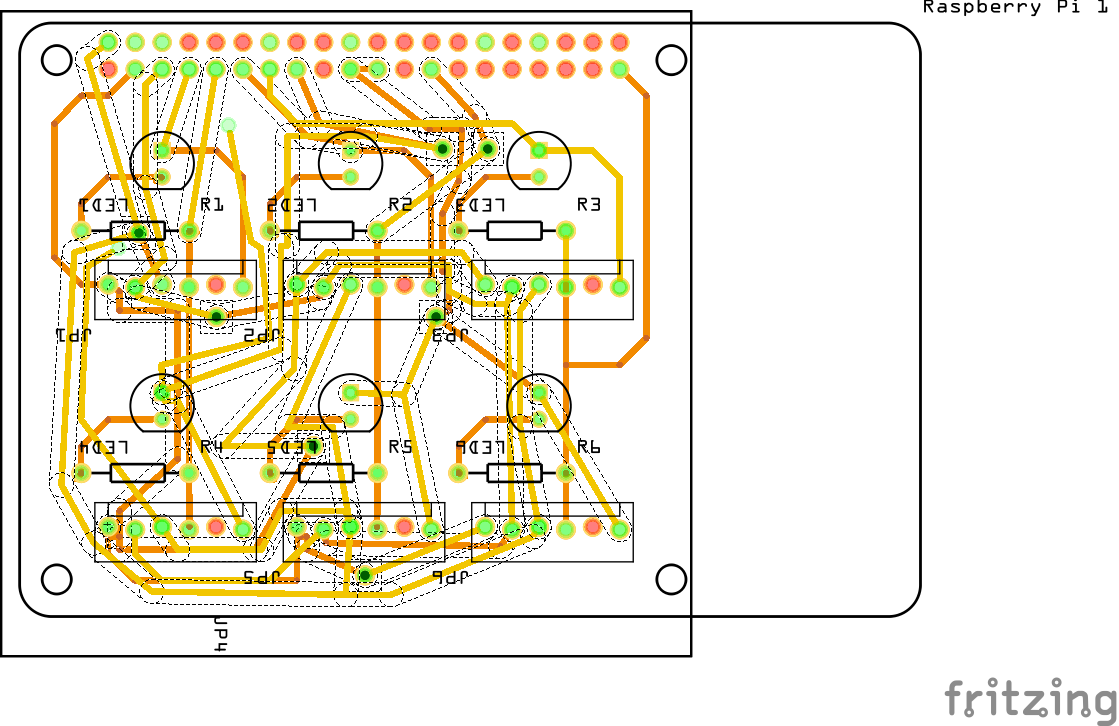 Raspberry Pi 1
LED1
R1
LED2
R2
LED3
R3
JP1
JP2
JP3
LED4
R4
LED5
R5
LED6
R6
JP5
JP6
JP4
fritzing